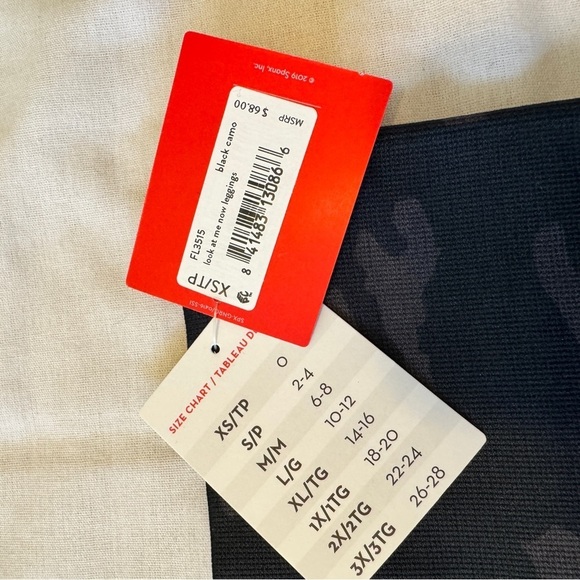 © 2019 Spanx, Inc.
MSRP
$ 68.00
black camo
8 41483 13086 6
look at me now leggings
FL3515
XS/TP
SIZE CHART / TABLEAU D
XS/TP 0
S/P 2-4
M/M 6-8
L/G 10-12
XL/TG 14-16
1X/1TG 18-20
2X/2TG 22-24
3X/3TG 26-28